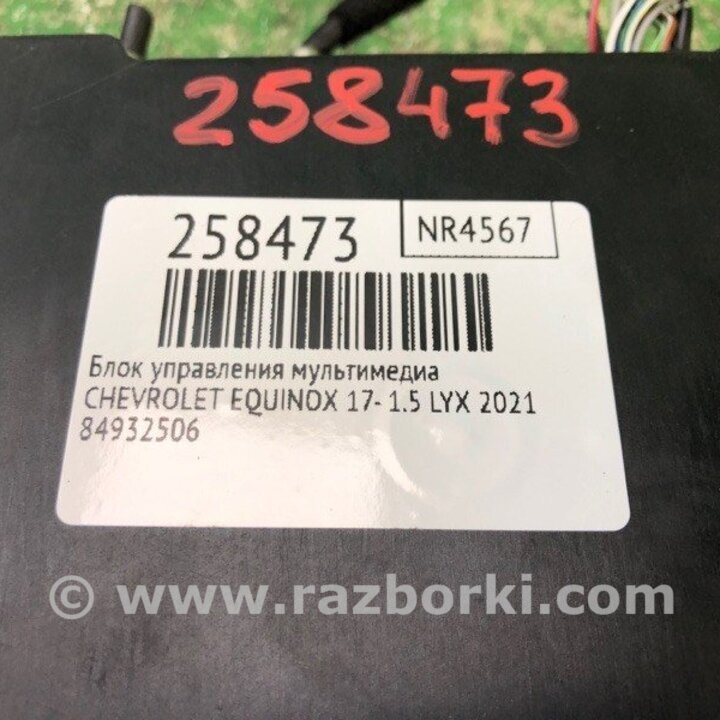 258473
258473
NR4567
Блок управления мультимедиа
CHEVROLET EQUINOX 17- 1.5 LYX 2021
84932506
© www.razborki.com